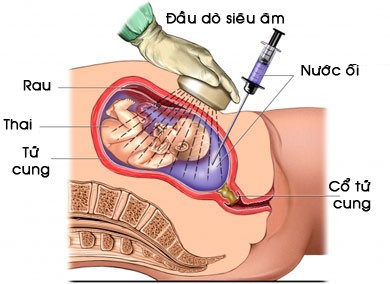 Đầu dò siêu âm
Rau
Nước ối
Thai
Tử
cung
Cổ tử
cung